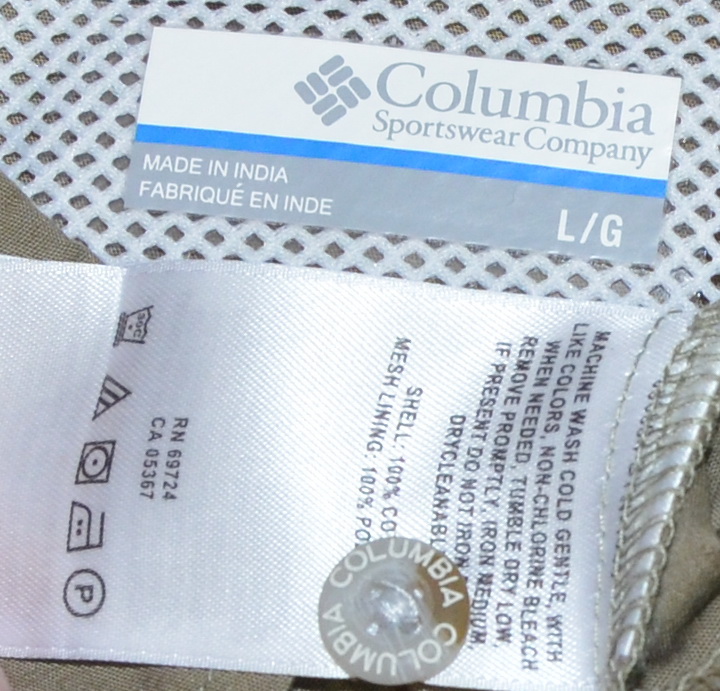 Columbia
Sportswear Company
MADE IN INDIA
FABRIQUÉ EN INDE
L/G
MACHINE WASH COLD GENTLE, WITH
LIKE COLORS, NON-CHLORINE BLEACH
WHEN NEEDED, TUMBLE DRY LOW,
REMOVE PROMPTLY, IRON MEDIUM,
IF PRESENT DO NOT IRON
DRYCLEANABL
SHELL: 100% CO
MESH LINING: 100% PO
RN 69724
CA 05367
30C
P
COLUMBIA
COLUMBIA